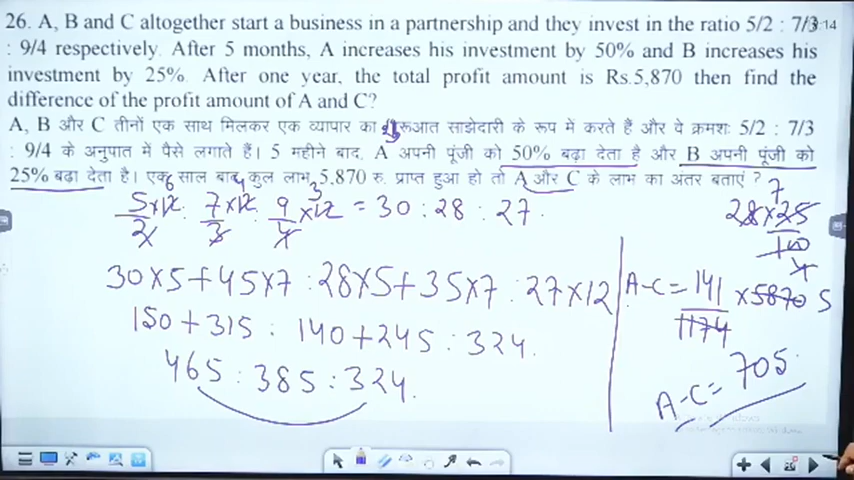 26. A, B and C altogether start a business in a partnership and they invest in the ratio 5/2 : 7/3
: 9/4 respectively. After 5 months, A increases his investment by 50% and B increases his
investment by 25%. After one year, the total profit amount is Rs.5,870 then find the
difference of the profit amount of A and C?
A, B और C तीनों एक साथ मिलकर एक व्यापार का शुरूआत साझेदारी के रूप में करते हैं और ये क्रमशः 5/2 : 7/3
: 9/4 के अनुपात में पैसे लगाते हैं। 5 महीने बाद, A अपनी पूंजी को 50% बढ़ा देता है और B अपनी पूंजी को
25% बढ़ा देता है। एक साल बाद कुल लाभ 5,870 रु. प्राप्त हुआ हो तो A और C के लाभ का अंतर बताएं ?
5/2 ×12 6 : 7/3 ×12 4 : 9/4 ×12 3 = 30 : 28 : 27
28×25 7
100
4
30×5+45×7 : 28×5+35×7 : 27×12
150+315 : 140+245 : 324
465 : 385 : 324
A-C = 141/1174 ×5870 5
A-C = 705